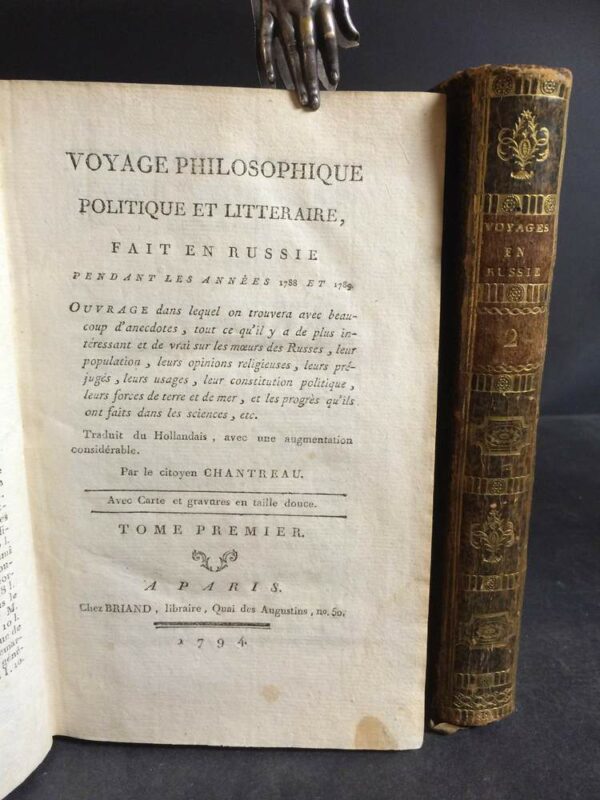 VOYAGE PHILOSOPHIQUE
POLITIQUE ET LITTERAIRE,
FAIT EN RUSSIE
PENDANT LES ANNÉES 1788 ET 1789.
OUVRAGE dans lequel on trouvera avec beau-
coup d'anecdotes, tout ce qu'il y a de plus in-
téressant et de vrai sur les mœurs des Russes, leur
population, leurs opinions religieuses, leurs pré-
jugés, leurs usages, leur constitution politique,
leurs forces de terre et de mer, et les progrès qu'ils
ont faits dans les sciences, etc.
Traduit du Hollandais, avec une augmentation
considérable.
Par le citoyen CHANTREAU.
Avec Carte et gravures en taille douce.
TOME PREMIER.
A PARIS.
Chez BRIAND, libraire, Quai des Augustins, no. 50.
1794.
VOYAGES
EN
RUSSIE
2